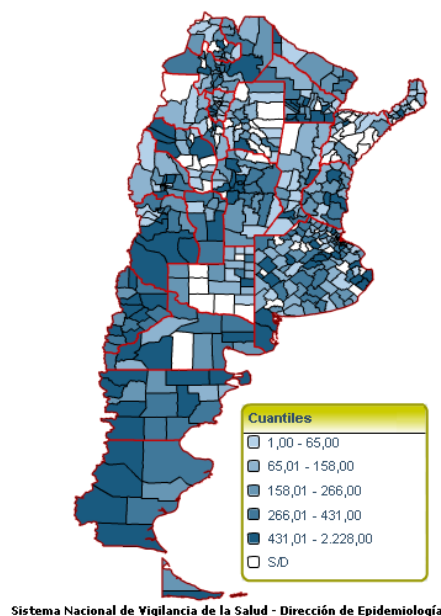 Cuantiles
1,00 - 65,00
65,01 - 158,00
158,01 - 266,00
266,01 - 431,00
431,01 - 2.228,00
S/D
Sistema Nacional de Vigilancia de la Salud - Dirección de Epidemiología